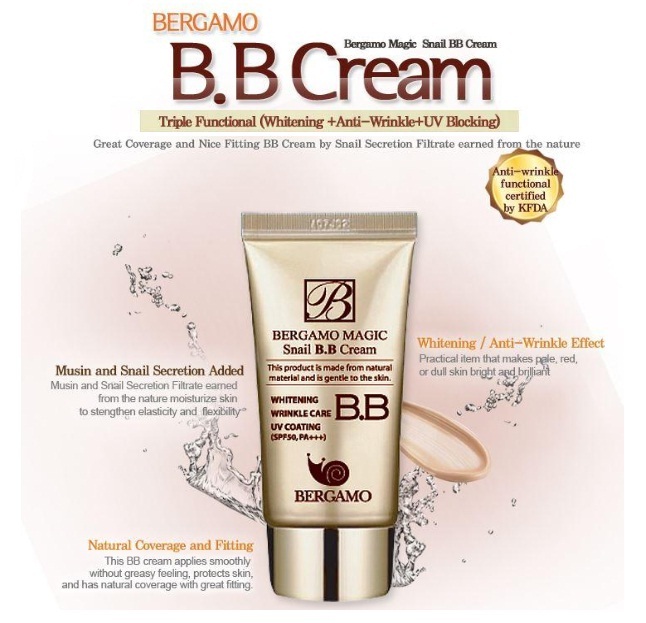 BERGAMO
Bergamo Magic Snail BB Cream
B.B Cream
Triple Functional (Whitening +Anti-Wrinkle+UV Blocking)
Great Coverage and Nice Fitting BB Cream by Snail Secretion Filtrate earned from the nature
Anti-wrinkle
functional
certified
by KFDA
B
BERGAMO MAGIC
Snail B.B Cream
This product is made from natural
material and is gentle to the skin.
WHITENING
WRINKLE CARE
UV COATING
(SPF50, PA+++)
B.B
BERGAMO
Whitening / Anti-Wrinkle Effect
Practical item that makes pale, red,
or dull skin bright and brilliant
Musin and Snail Secretion Added
Musin and Snail Secretion Filtrate earned
from the nature moisturize skin
to stengthen elasticity and flexibility
Natural Coverage and Fitting
This BB cream applies smoothly
without greasy feeling, protects skin,
and has natural coverage with great fitting.